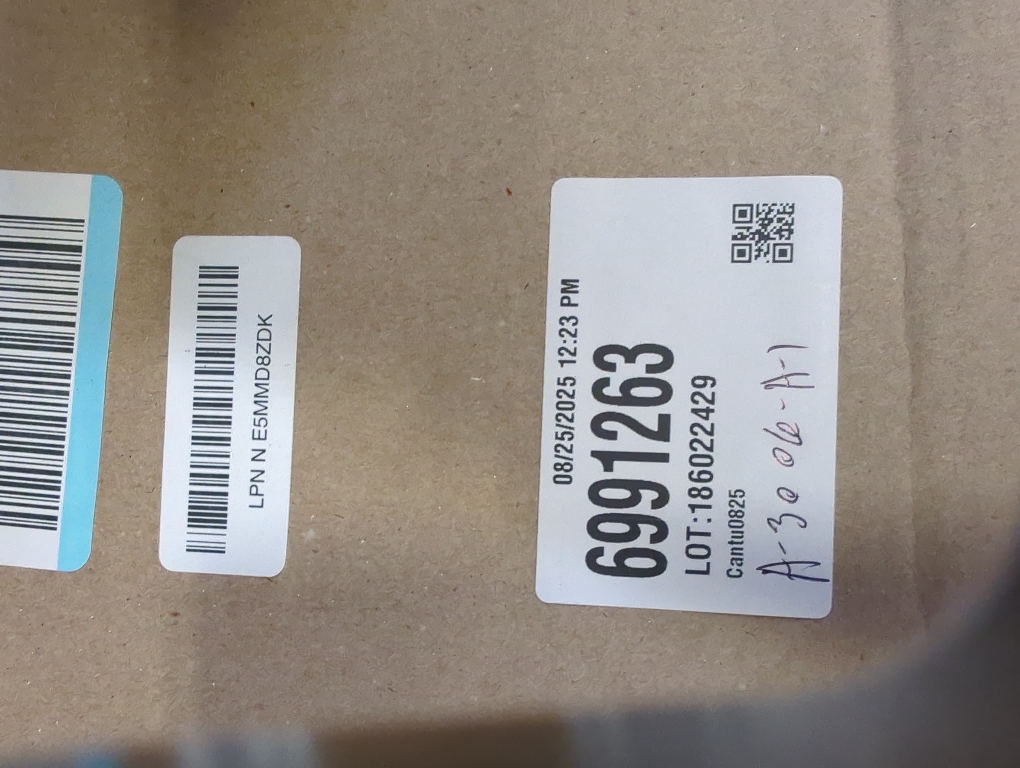 LPN N E5MMD8ZDK
08/25/2025 12:23 PM
6991263
LOT:186022429
Cantu0825
A-30 06-A-1